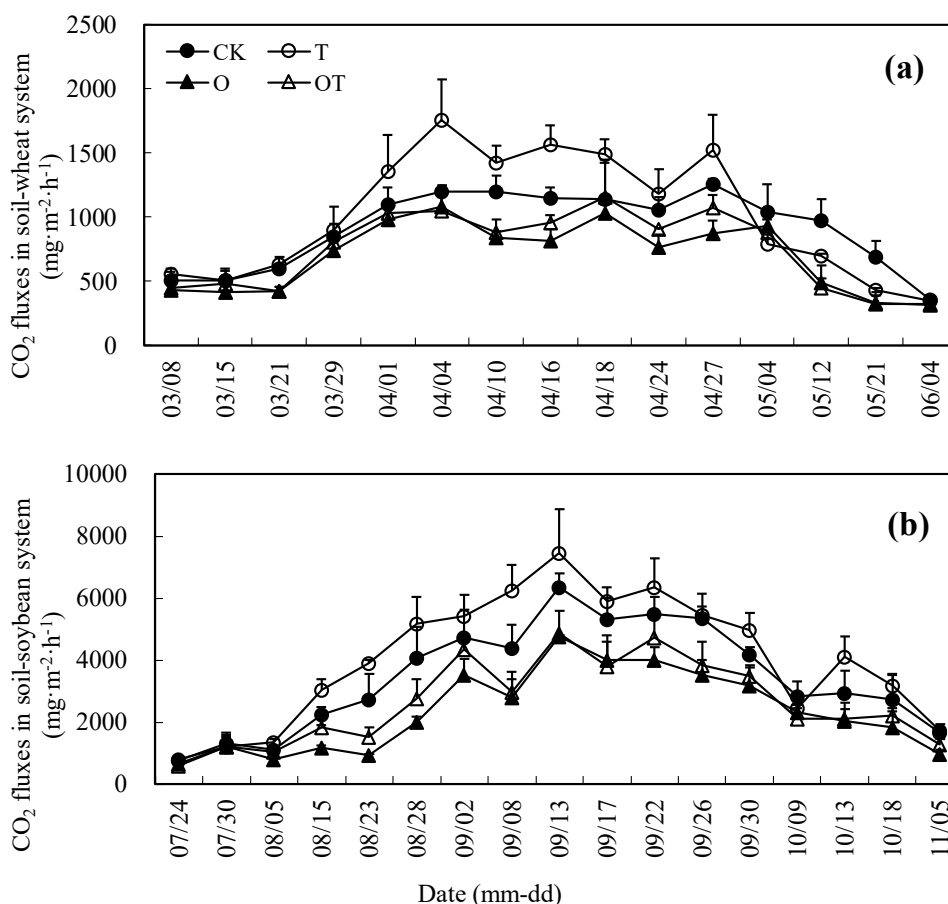 2500
2000
1500
1000
500
0
CO₂ fluxes in soil-wheat system
(mg·m⁻²·h⁻¹)
CK T
O OT
(a)
03/08 03/15 03/21 03/29 04/01 04/04 04/10 04/16 04/18 04/24 04/27 05/04 05/12 05/21 06/04
10000
8000
6000
4000
2000
0
CO₂ fluxes in soil-soybean system
(mg·m⁻²·h⁻¹)
(b)
07/24 07/30 08/05 08/15 08/23 08/28 09/02 09/08 09/13 09/17 09/22 09/26 09/30 10/09 10/13 10/18 11/05
Date (mm-dd)